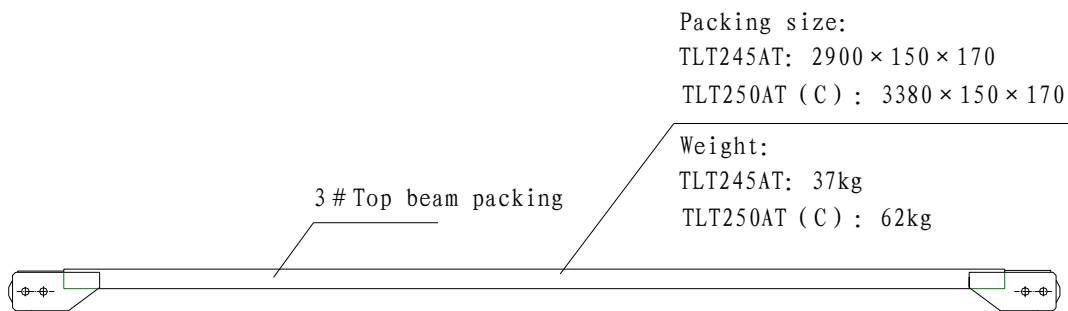 Packing size:
TLT245AT: 2900×150×170
TLT250AT (C): 3380×150×170
Weight:
TLT245AT: 37kg
TLT250AT (C): 62kg
3#Top beam packing